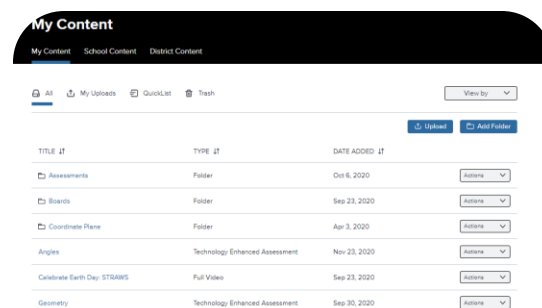 My Content
My Content School Content District Content
All My Uploads QuickList Trash View by
Upload Add Folder
TITLE TYPE DATE ADDED
Assessments Folder Oct 6, 2020 Actions
Boards Folder Sep 23, 2020 Actions
Coordinate Plane Folder Apr 3, 2020 Actions
Angles Technology Enhanced Assessment Nov 23, 2020 Actions
Celebrate Earth Day: STRAWS Full Video Sep 23, 2020 Actions
Geometry Technology Enhanced Assessment Sep 30, 2020 Actions